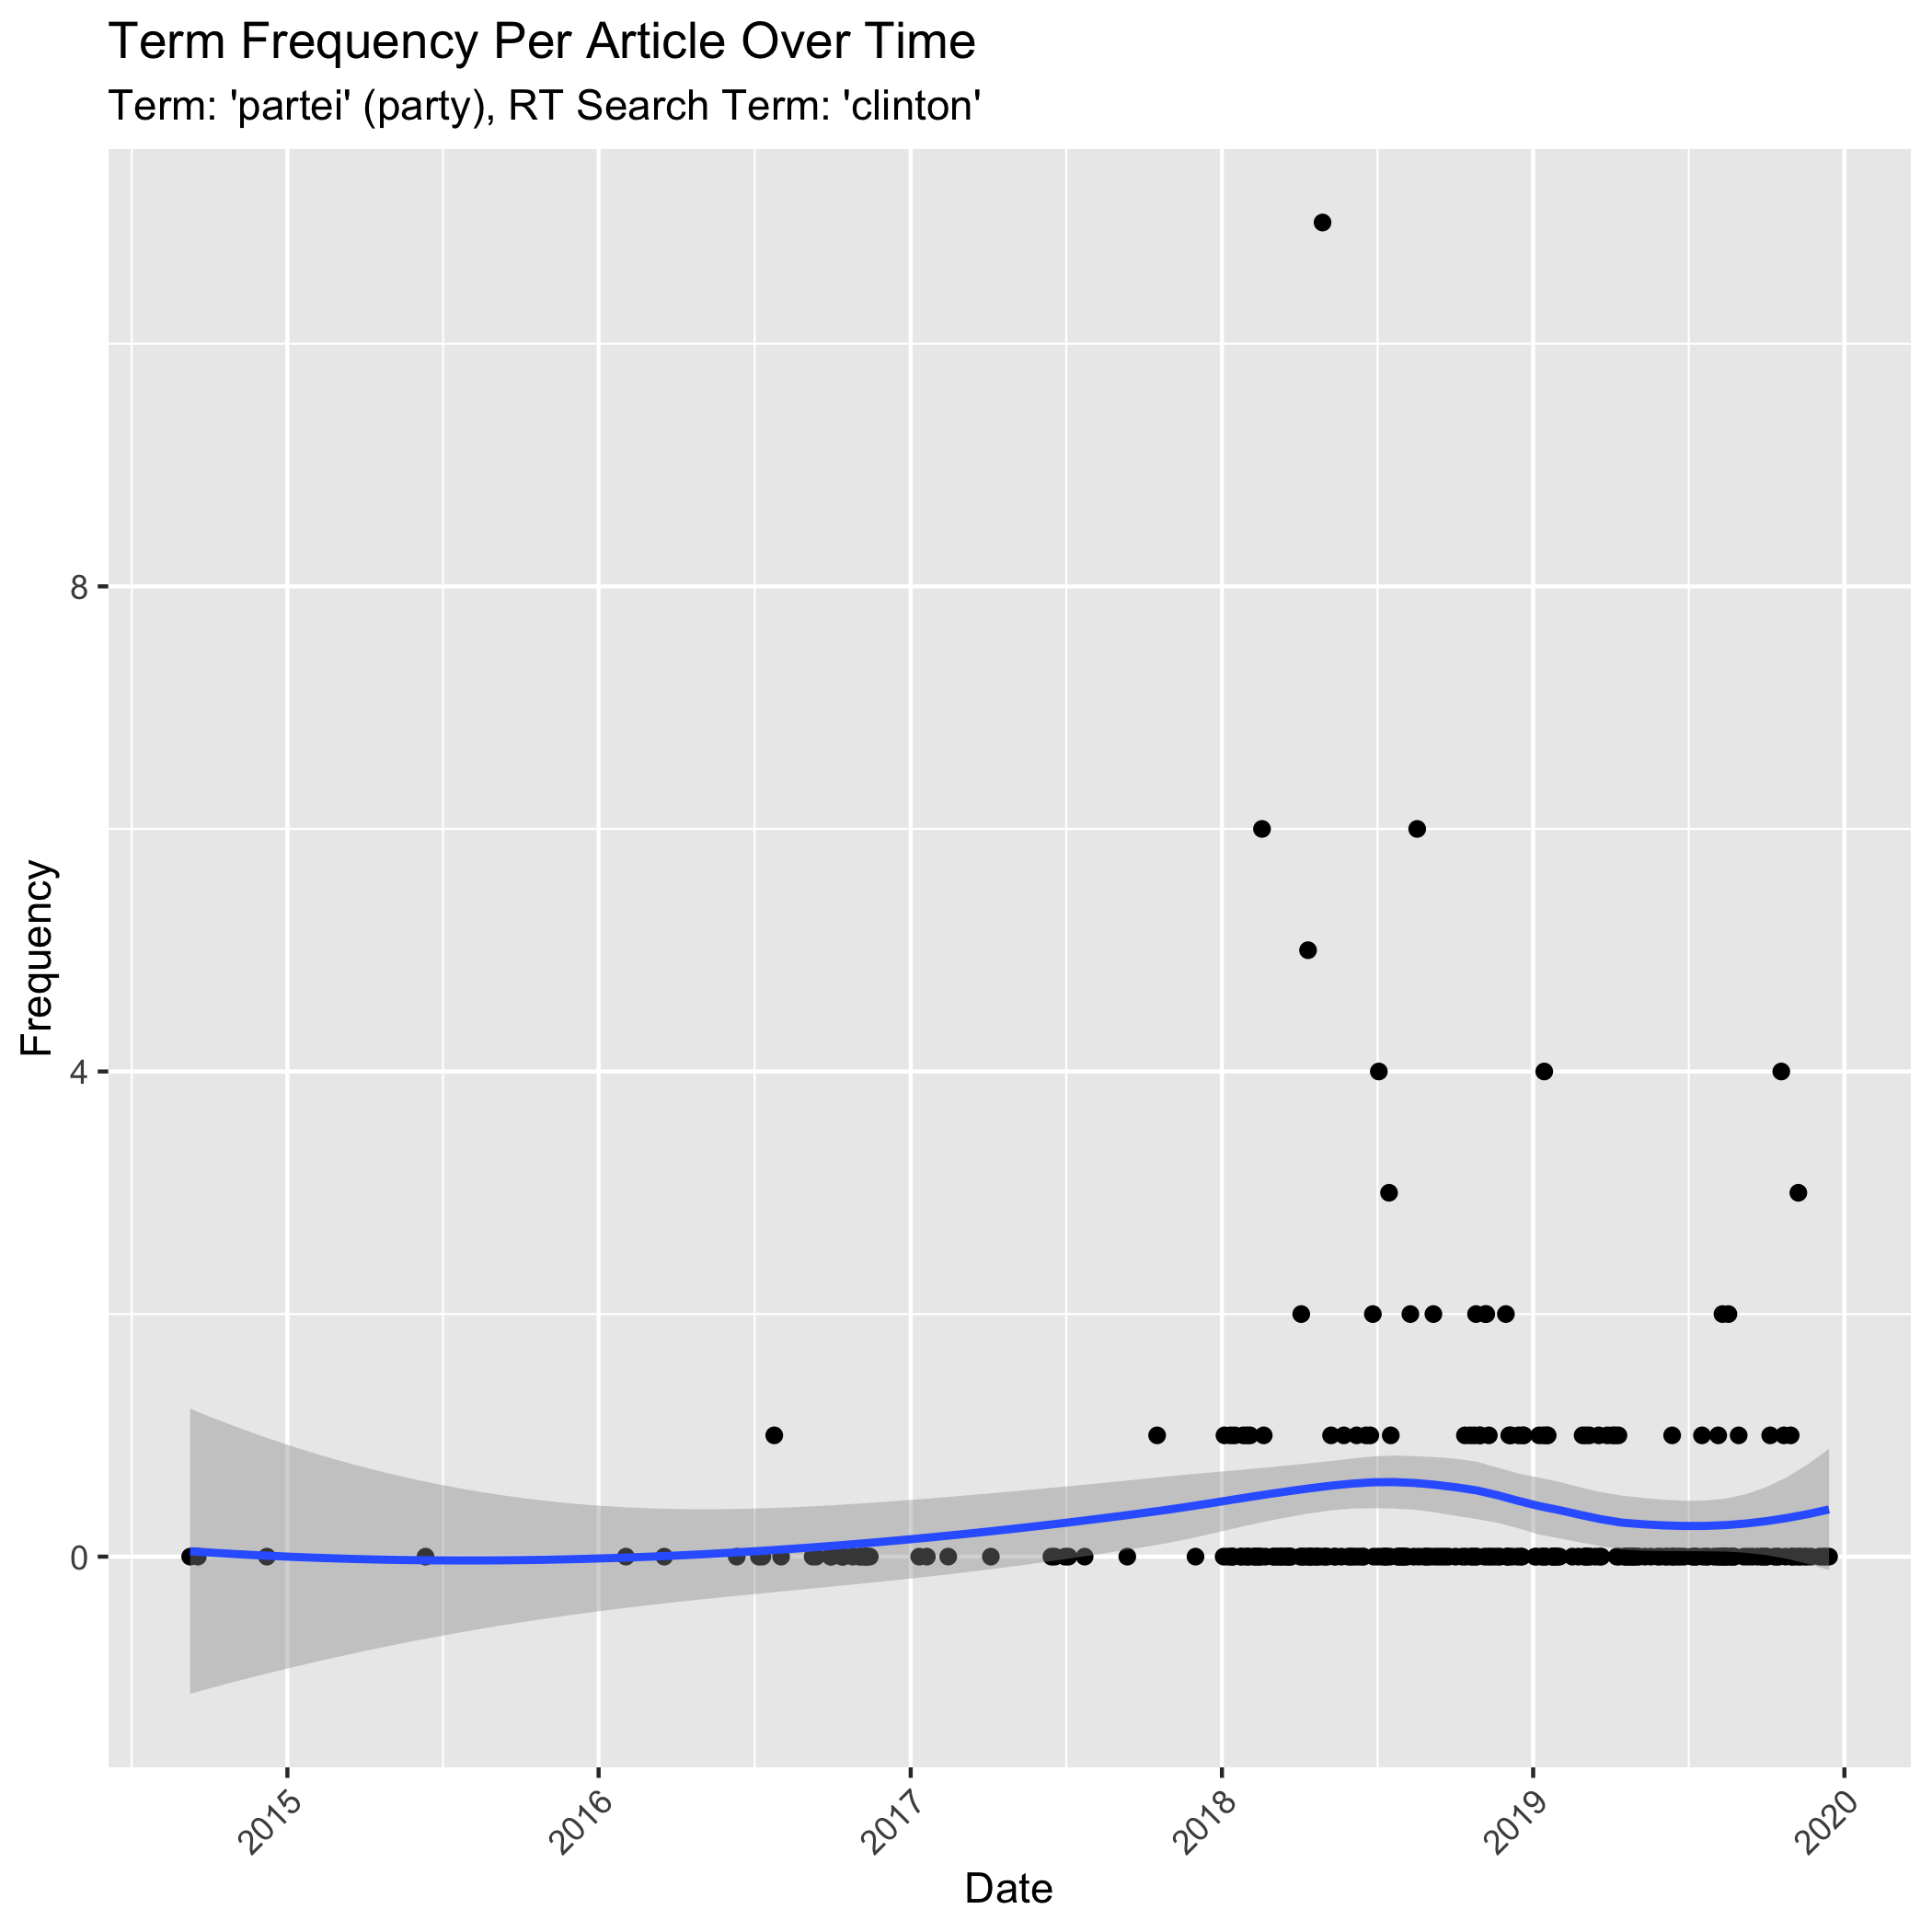 Term Frequency Per Article Over Time
Term: 'partei' (party), RT Search Term: 'clinton'
Frequency
8
4
0
2015
2016
2017
2018
2019
2020
Date